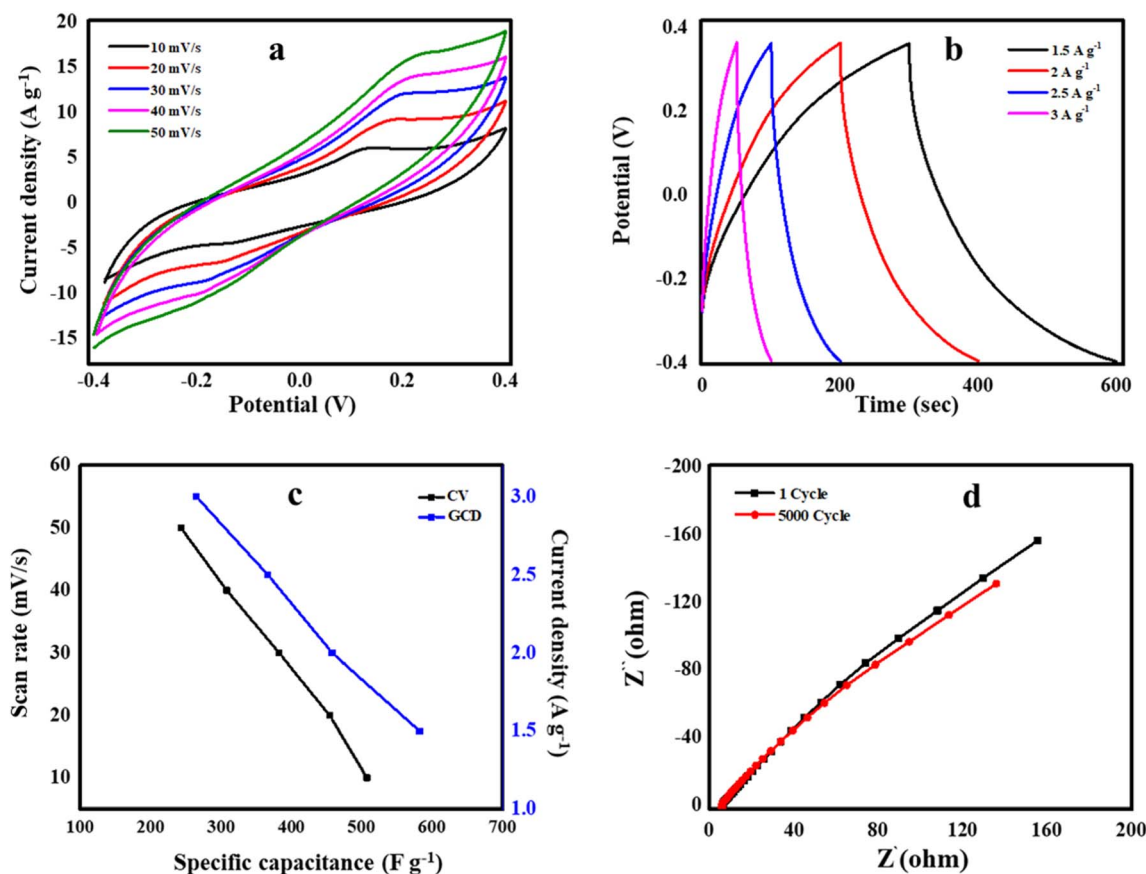 a
10 mV/s
20 mV/s
30 mV/s
40 mV/s
50 mV/s
20
15
10
5
0
-5
-10
-15
Current density (A g-1)
-0.4
-0.2
0.0
0.2
0.4
Potential (V)
b
1.5 A g-1
2 A g-1
2.5 A g-1
3 A g-1
0.4
0.2
0.0
-0.2
-0.4
Potential (V)
0
200
400
600
Time (sec)
c
CV
GCD
60
50
40
30
20
10
Scan rate (mV/s)
3.0
2.5
2.0
1.5
1.0
Current density (A g-1)
100
200
300
400
500
600
700
Specific capacitance (F g-1)
d
1 Cycle
5000 Cycle
-200
-160
-120
-80
-40
0
Z`` (ohm)
0
40
80
120
160
200
Z` (ohm)